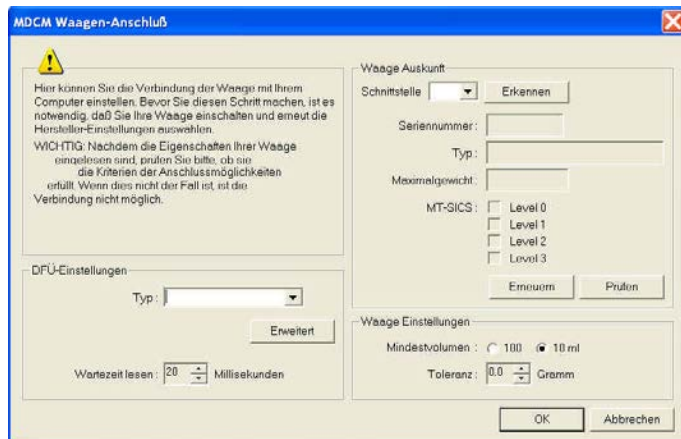 MDCM Waagen-Anschluß
Hier können Sie die Verbindung der Waage mit Ihrem
Computer einstellen. Bevor Sie diesen Schritt machen, ist es
notwendig, daß Sie Ihre Waage einschalten und erneut die
Hersteller-Einstellungen auswählen.
WICHTIG: Nachdem die Eigenschaften Ihrer Waage
eingelesen sind, prüfen Sie bitte, ob sie
die Kriterien der Anschlussmöglichkeiten
erfüllt. Wenn dies nicht der Fall ist, ist die
Verbindung nicht möglich.
DFÜ-Einstellungen
Typ :
Erweitert
Wartezeit lesen : 20 Millisekunden
Waage Auskunft
Schnittstelle Erkennen
Seriennummer :
Typ :
Maximalgewicht :
MT-SICS : Level 0
Level 1
Level 2
Level 3
Erneuern Prüfen
Waage Einstellungen
Mindestvolumen : 100 10 ml
Toleranz : 0.0 Gramm
OK Abbrechen